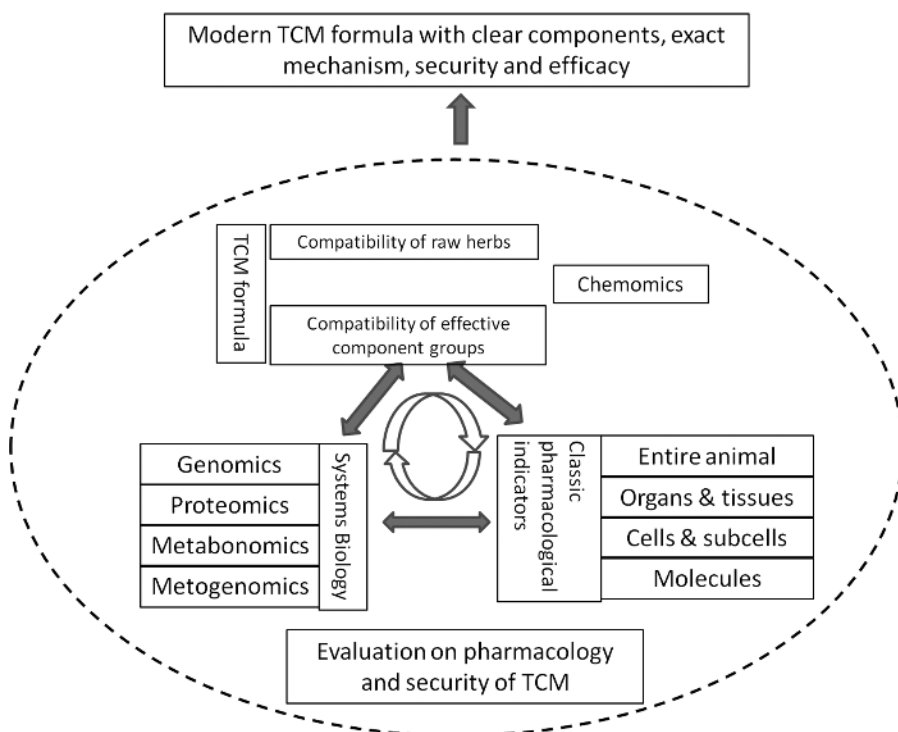 Modern TCM formula with clear components, exact
mechanism, security and efficacy
TCM formula
Compatibility of raw herbs
Chemomics
Compatibility of effective
component groups
Genomics
Proteomics
Metabonomics
Metogenomics
Systems Biology
Classic
pharmacological
indicators
Entire animal
Organs & tissues
Cells & subcells
Molecules
Evaluation on pharmacology
and security of TCM